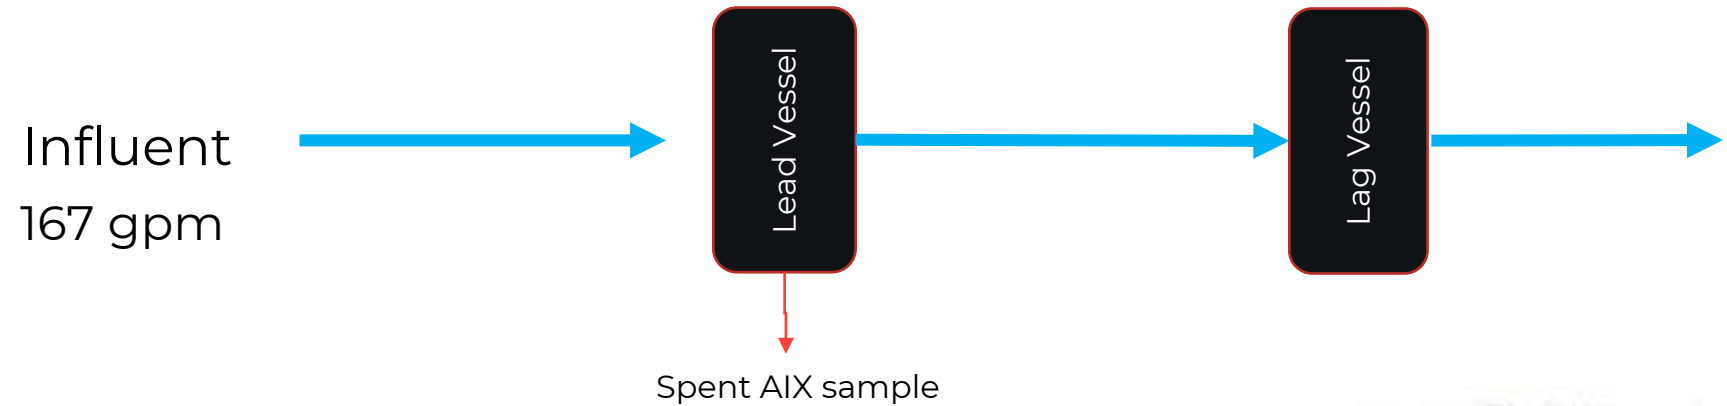 Influent
167 gpm
Lead Vessel
Lag Vessel
Spent AIX sample